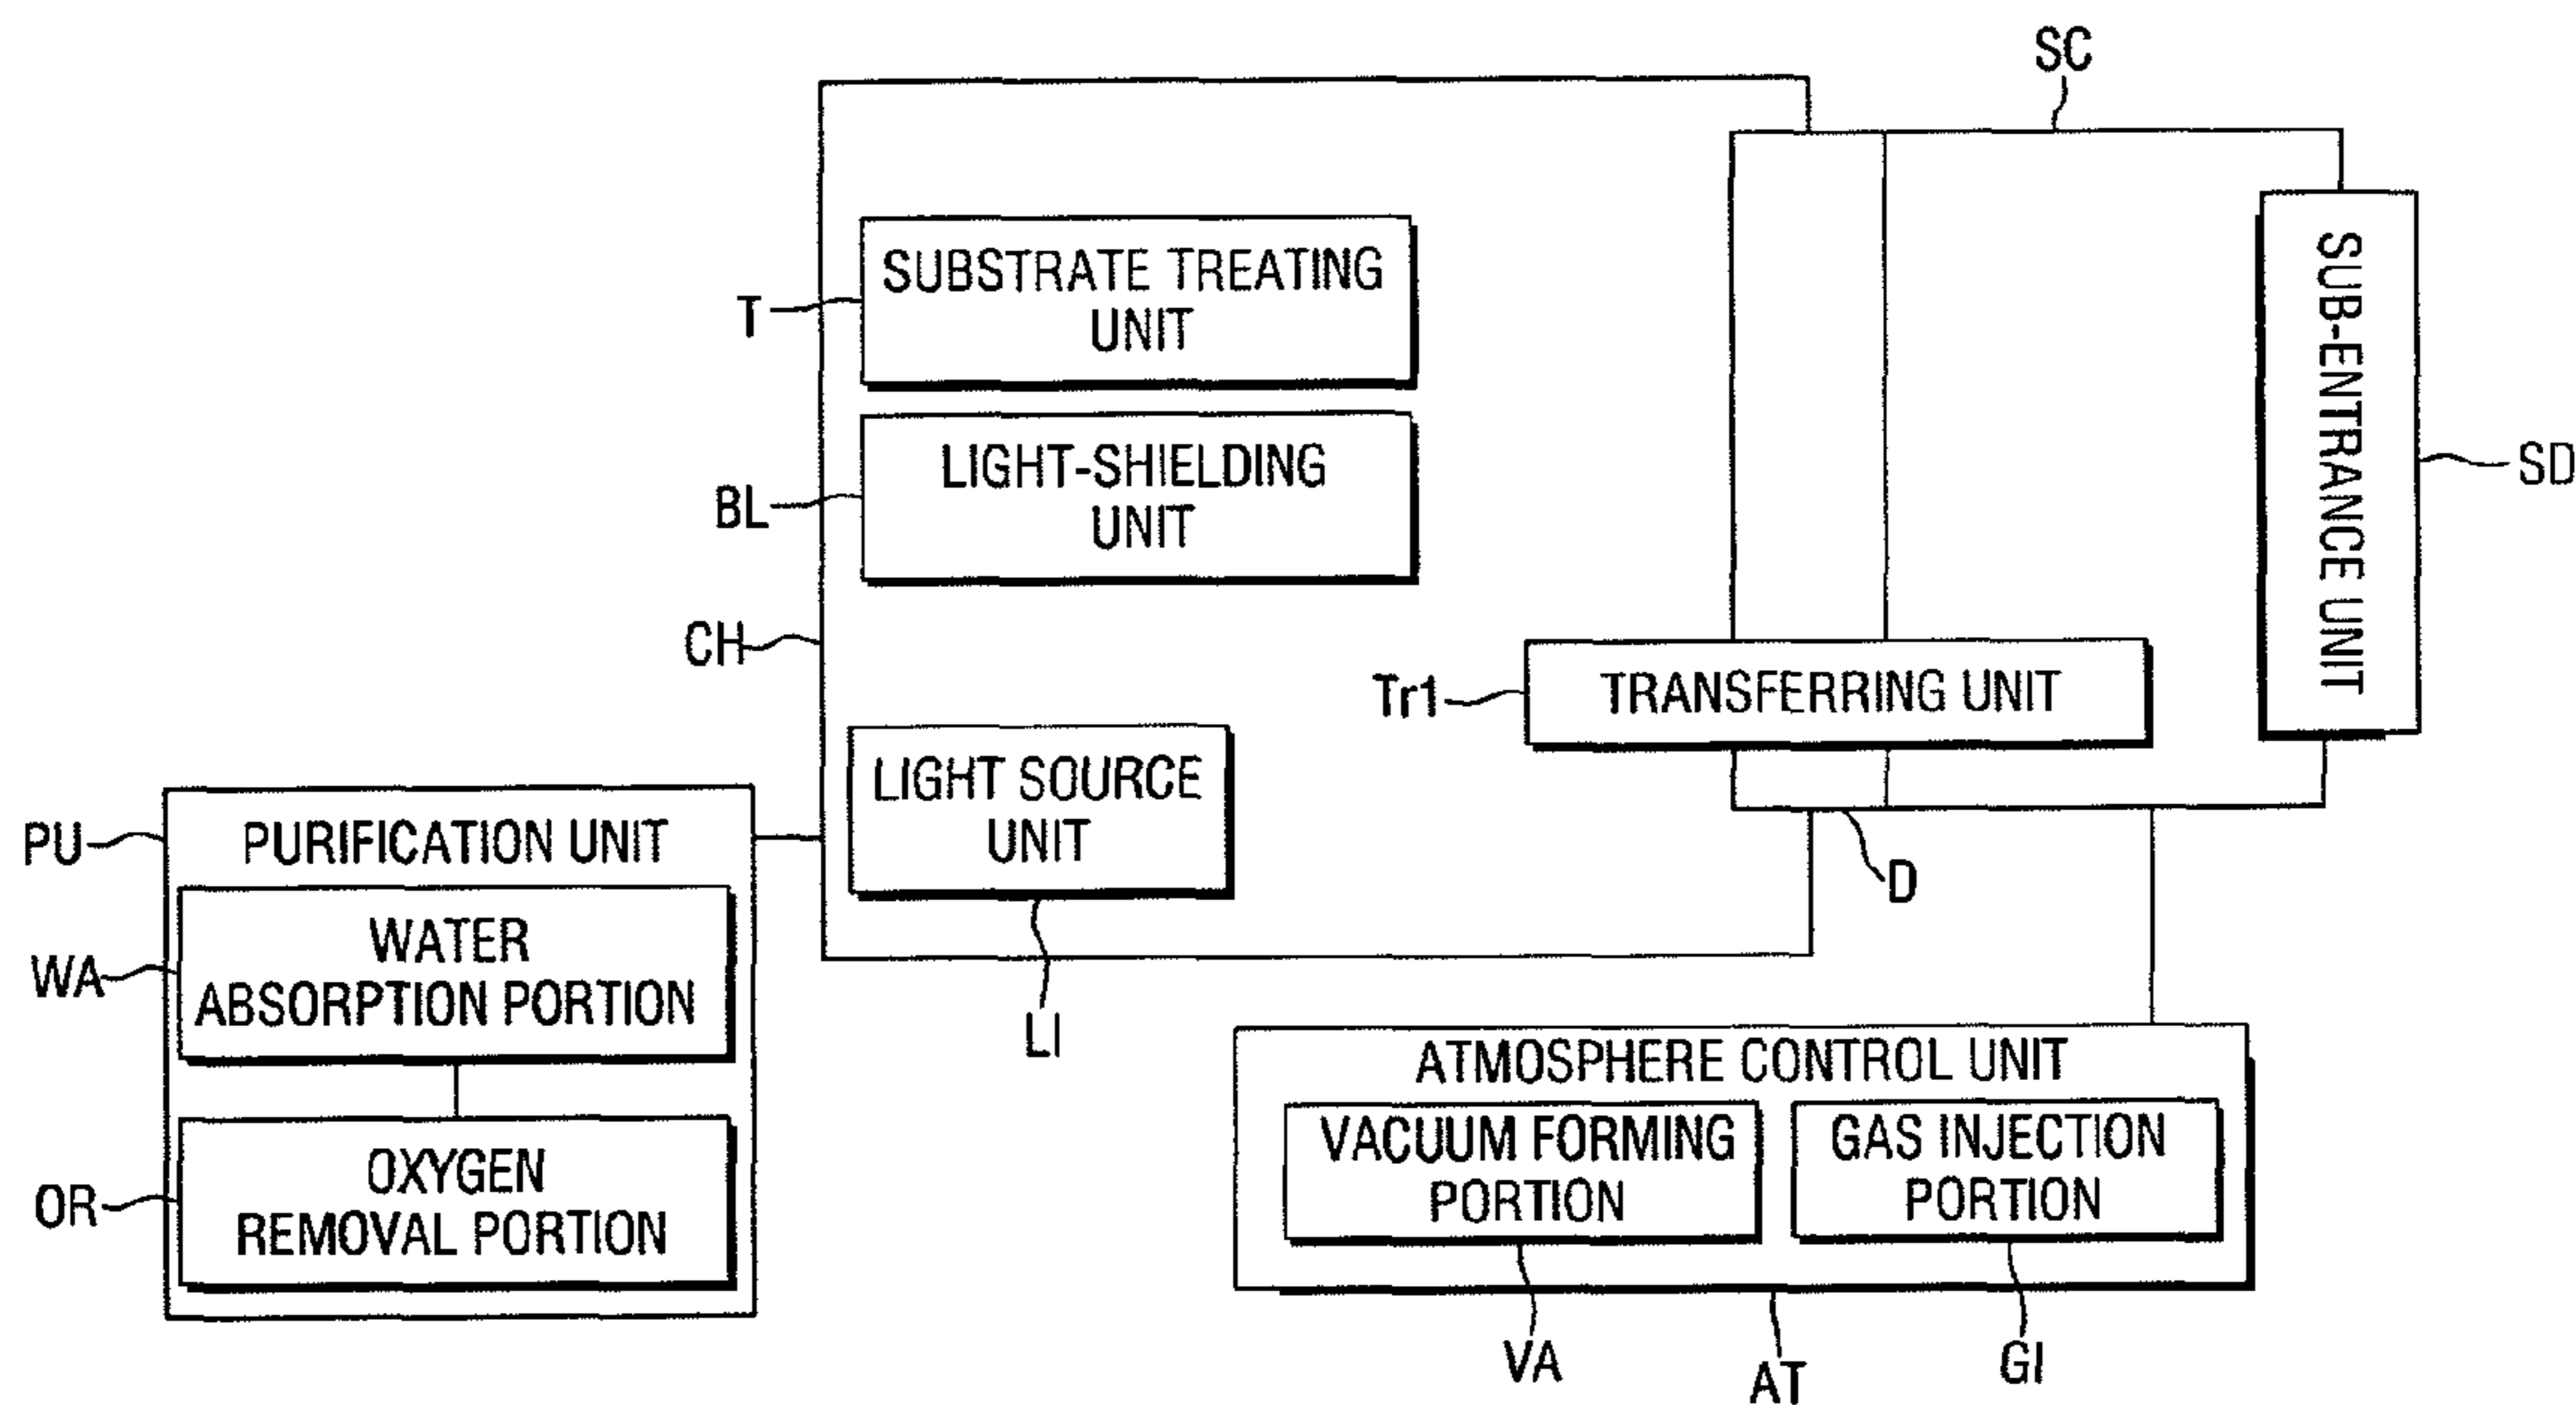 SC
SUBSTRATE TREATING
UNIT
T
LIGHT-SHIELDING
UNIT
BL
CH
SUB-ENTRANCE UNIT
SD
Tr1
TRANSFERRING UNIT
LIGHT SOURCE
UNIT
LI
D
PU
PURIFICATION UNIT
WA
WATER
ABSORPTION PORTION
OR
OXYGEN
REMOVAL PORTION
ATMOSPHERE CONTROL UNIT
VACUUM FORMING
PORTION
GAS INJECTION
PORTION
VA
AT
GI